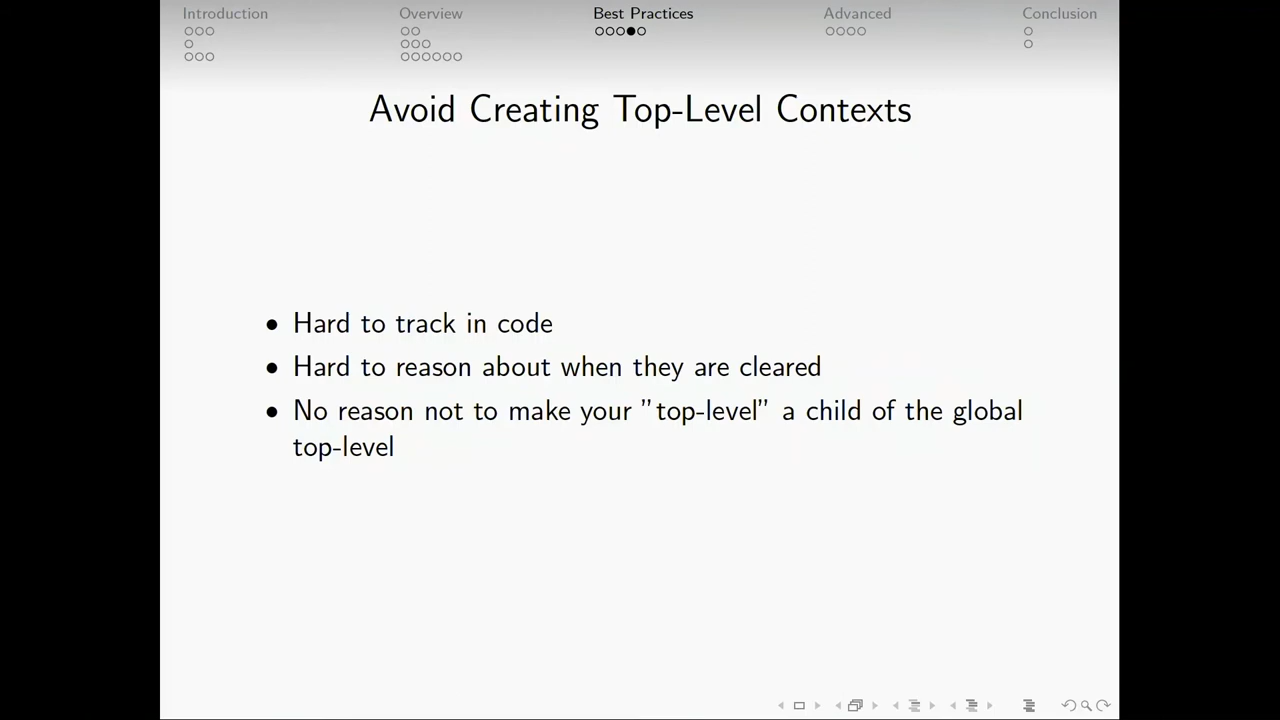 Introduction Overview Best Practices Advanced Conclusion
Avoid Creating Top-Level Contexts
• Hard to track in code
• Hard to reason about when they are cleared
• No reason not to make your ”top-level” a child of the global
top-level